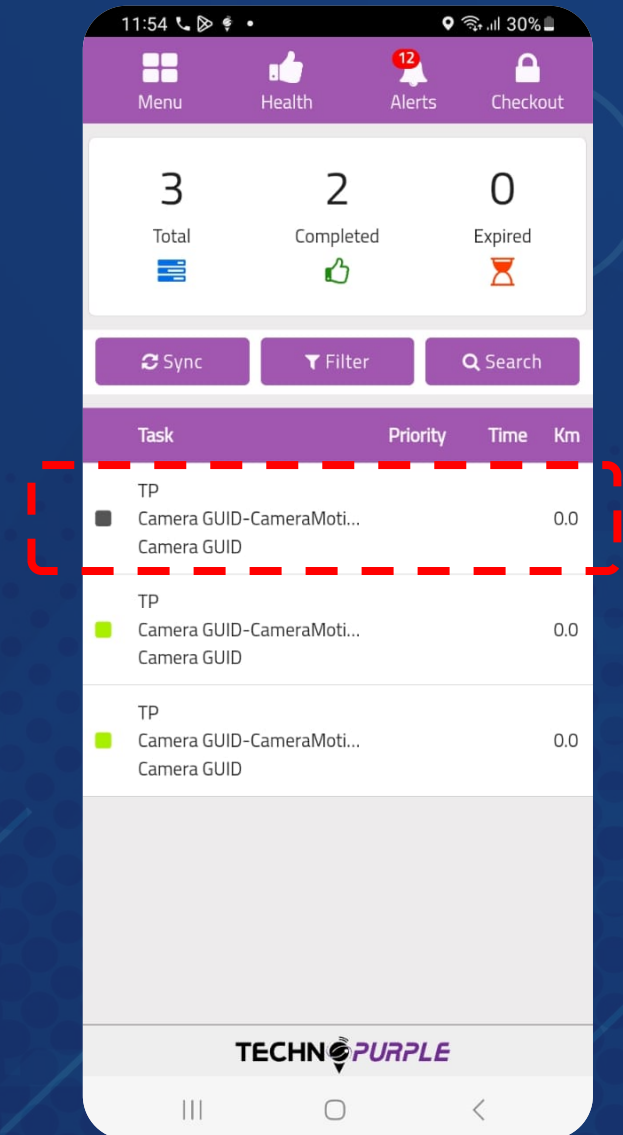 11:54 30%
12
Menu Health Alerts Checkout
3 2 0
Total Completed Expired
Sync Filter Search
Task Priority Time Km
TP
Camera GUID-CameraMoti... 0.0
Camera GUID
TP
Camera GUID-CameraMoti... 0.0
Camera GUID
TP
Camera GUID-CameraMoti... 0.0
Camera GUID
TECHNOPURPLE